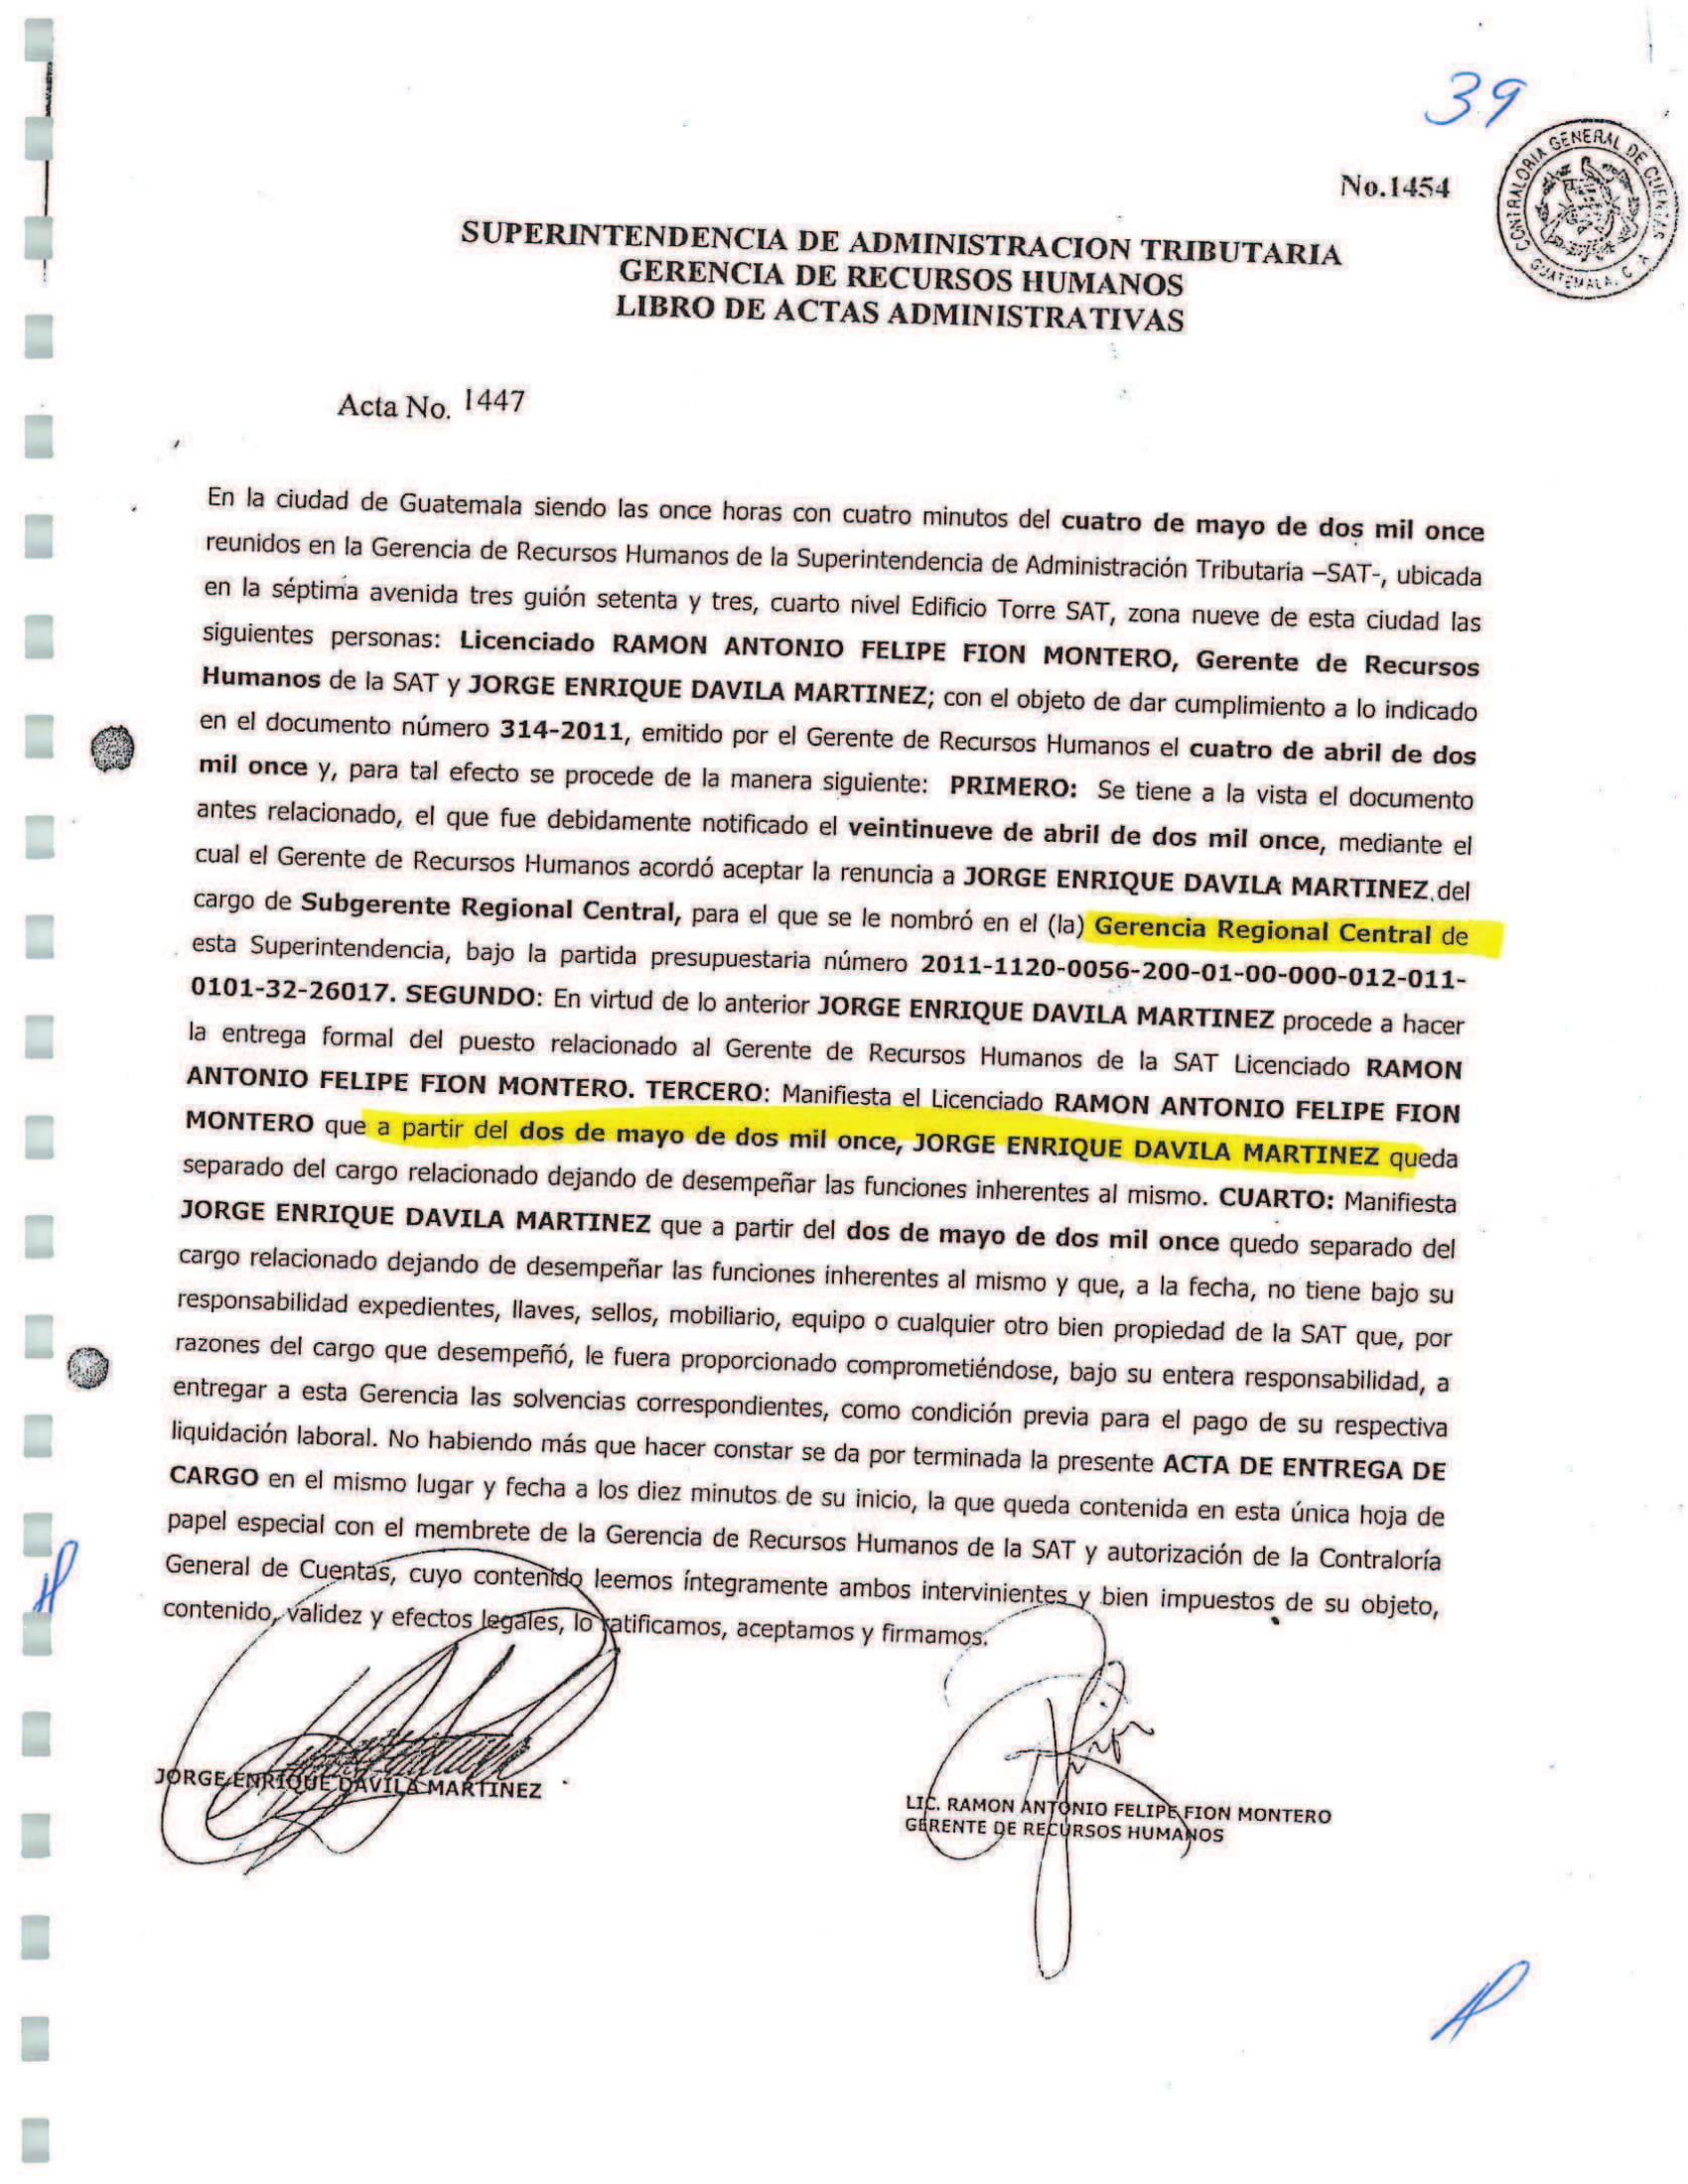 39
No.1454
CONTRALORIA GENERAL DE CUENTAS
GUATEMALA, C. A.
SUPERINTENDENCIA DE ADMINISTRACION TRIBUTARIA
GERENCIA DE RECURSOS HUMANOS
LIBRO DE ACTAS ADMINISTRATIVAS
Acta No. 1447
En la ciudad de Guatemala siendo las once horas con cuatro minutos del cuatro de mayo de dos mil once
reunidos en la Gerencia de Recursos Humanos de la Superintendencia de Administración Tributaria –SAT-, ubicada
en la séptima avenida tres guión setenta y tres, cuarto nivel Edificio Torre SAT, zona nueve de esta ciudad las
siguientes personas: Licenciado RAMON ANTONIO FELIPE FION MONTERO, Gerente de Recursos
Humanos de la SAT y JORGE ENRIQUE DAVILA MARTINEZ; con el objeto de dar cumplimiento a lo indicado
en el documento número 314-2011, emitido por el Gerente de Recursos Humanos el cuatro de abril de dos
mil once y, para tal efecto se procede de la manera siguiente: PRIMERO: Se tiene a la vista el documento
antes relacionado, el que fue debidamente notificado el veintinueve de abril de dos mil once, mediante el
cual el Gerente de Recursos Humanos acordó aceptar la renuncia a JORGE ENRIQUE DAVILA MARTINEZ del
cargo de Subgerente Regional Central, para el que se le nombró en el (la) Gerencia Regional Central de
esta Superintendencia, bajo la partida presupuestaria número 2011-1120-0056-200-01-00-000-012-011-
0101-32-26017. SEGUNDO: En virtud de lo anterior JORGE ENRIQUE DAVILA MARTINEZ procede a hacer
la entrega formal del puesto relacionado al Gerente de Recursos Humanos de la SAT Licenciado RAMON
ANTONIO FELIPE FION MONTERO. TERCERO: Manifiesta el Licenciado RAMON ANTONIO FELIPE FION
MONTERO que a partir del dos de mayo de dos mil once, JORGE ENRIQUE DAVILA MARTINEZ queda
separado del cargo relacionado dejando de desempeñar las funciones inherentes al mismo. CUARTO: Manifiesta
JORGE ENRIQUE DAVILA MARTINEZ que a partir del dos de mayo de dos mil once quedo separado del
cargo relacionado dejando de desempeñar las funciones inherentes al mismo y que, a la fecha, no tiene bajo su
responsabilidad expedientes, llaves, sellos, mobiliario, equipo o cualquier otro bien propiedad de la SAT que, por
razones del cargo que desempeñó, le fuera proporcionado comprometiéndose, bajo su entera responsabilidad, a
entregar a esta Gerencia las solvencias correspondientes, como condición previa para el pago de su respectiva
liquidación laboral. No habiendo más que hacer constar se da por terminada la presente ACTA DE ENTREGA DE
CARGO en el mismo lugar y fecha a los diez minutos de su inicio, la que queda contenida en esta única hoja de
papel especial con el membrete de la Gerencia de Recursos Humanos de la SAT y autorización de la Contraloría
General de Cuentas, cuyo contenido leemos íntegramente ambos intervinientes y bien impuestos de su objeto,
contenido, validez y efectos legales, lo ratificamos, aceptamos y firmamos.
JORGE ENRIQUE DAVILA MARTINEZ
LIC. RAMON ANTONIO FELIPE FION MONTERO
GERENTE DE RECURSOS HUMANOS